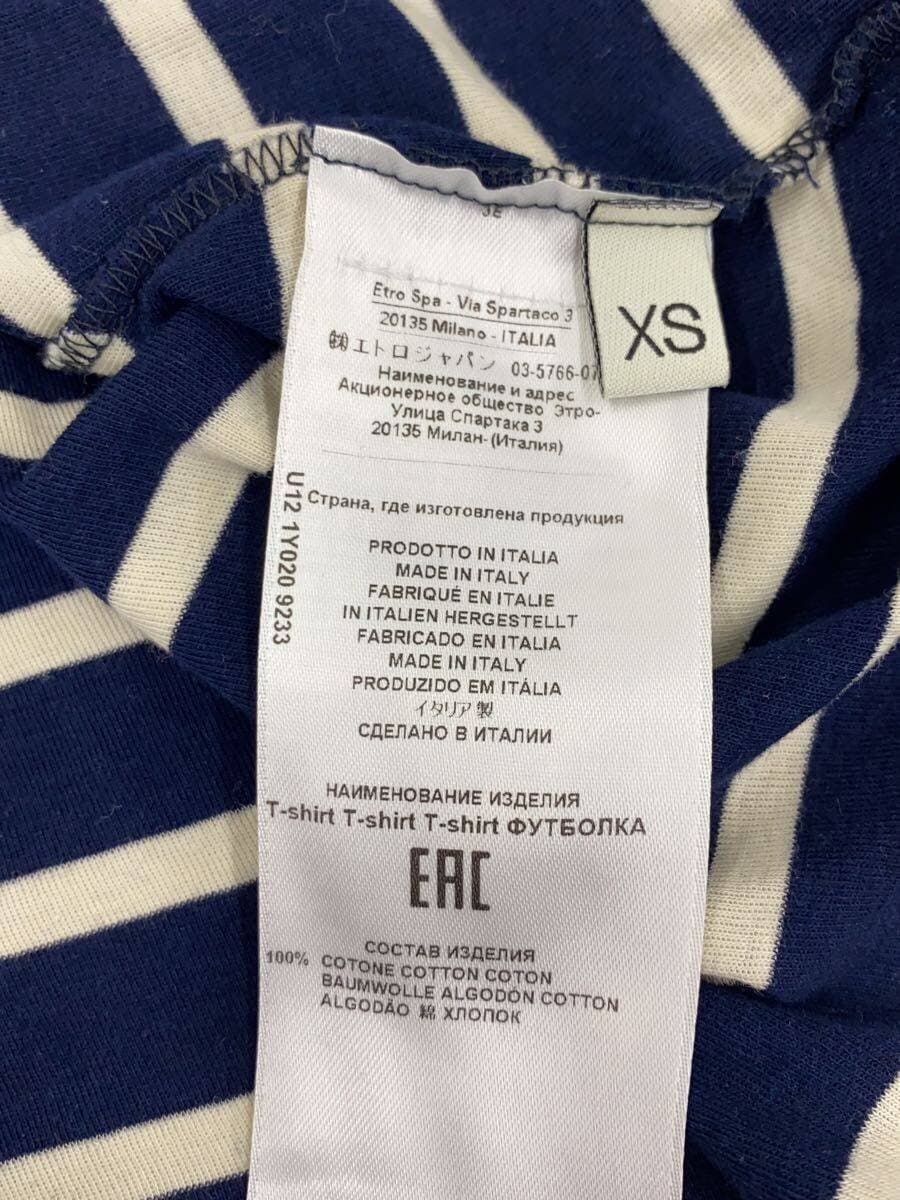 XS
Etro Spa - Via Spartaco 3
20135 Milano - ITALIA
㈱エトロジャパン 03-5766-07
Наименование и адрес
Акционерное общество Этро-
Улица Спартака 3
20135 Милан- (Италия)
Страна, где изготовлена продукция
U12 1Y020 9233
PRODOTTO IN ITALIA
MADE IN ITALY
FABRIQUÉ EN ITALIE
IN ITALIEN HERGESTELLT
FABRICADO EN ITALIA
MADE IN ITALY
PRODUZIDO EM ITÁLIA
イタリア製
СДЕЛАНО В ИТАЛИИ
НАИМЕНОВАНИЕ ИЗДЕЛИЯ
T-shirt T-shirt T-shirt ФУТБОЛКА
EAC
СОСТАВ ИЗДЕЛИЯ
100% COTONE COTTON COTON
BAUMWOLLE ALGODÓN COTTON
ALGODÃO 綿 ХЛОПОК